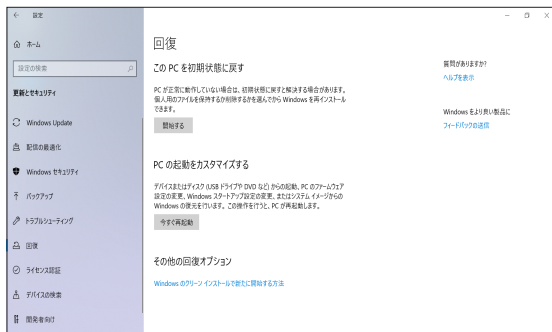 設定
ホーム
設定の検索
更新とセキュリティ
Windows Update
配信の最適化
Windows セキュリティ
バックアップ
トラブルシューティング
回復
ライセンス認証
デバイスの検索
開発者向け
回復
この PC を初期状態に戻す
PC が正常に動作していない場合は、初期状態に戻すと解決する場合があります。
個人用のファイルを保持するか削除するかを選んでから Windows を再インストール
できます。
開始する
PC の起動をカスタマイズする
デバイスまたはディスク (USB ドライブや DVD など) からの起動、PC のファームウェア
設定の変更、Windows スタートアップ設定の変更、またはシステム イメージからの
Windows の復元を行います。この操作を行うと、PC が再起動します。
今すぐ再起動
その他の回復オプション
Windows のクリーン インストールで新たに開始する方法
質問がありますか?
ヘルプを表示
Windows をより良い製品に
フィードバックの送信